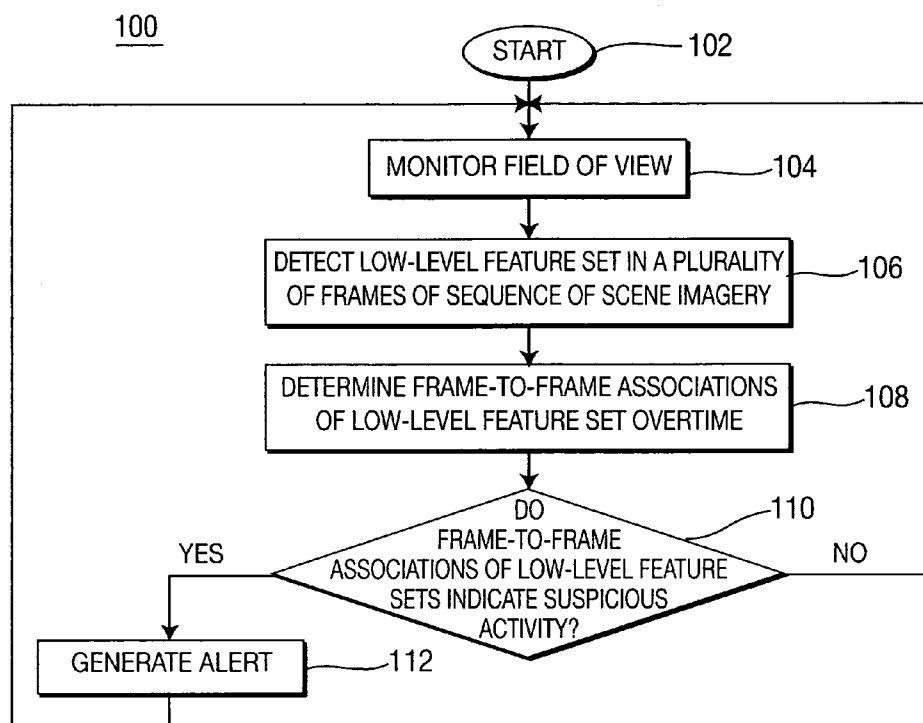 100
START
102
MONITOR FIELD OF VIEW
104
DETECT LOW-LEVEL FEATURE SET IN A PLURALITY
OF FRAMES OF SEQUENCE OF SCENE IMAGERY
106
DETERMINE FRAME-TO-FRAME ASSOCIATIONS
OF LOW-LEVEL FEATURE SET OVERTIME
108
DO
FRAME-TO-FRAME
ASSOCIATIONS OF LOW-LEVEL FEATURE
SETS INDICATE SUSPICIOUS
ACTIVITY?
110
YES
NO
GENERATE ALERT
112